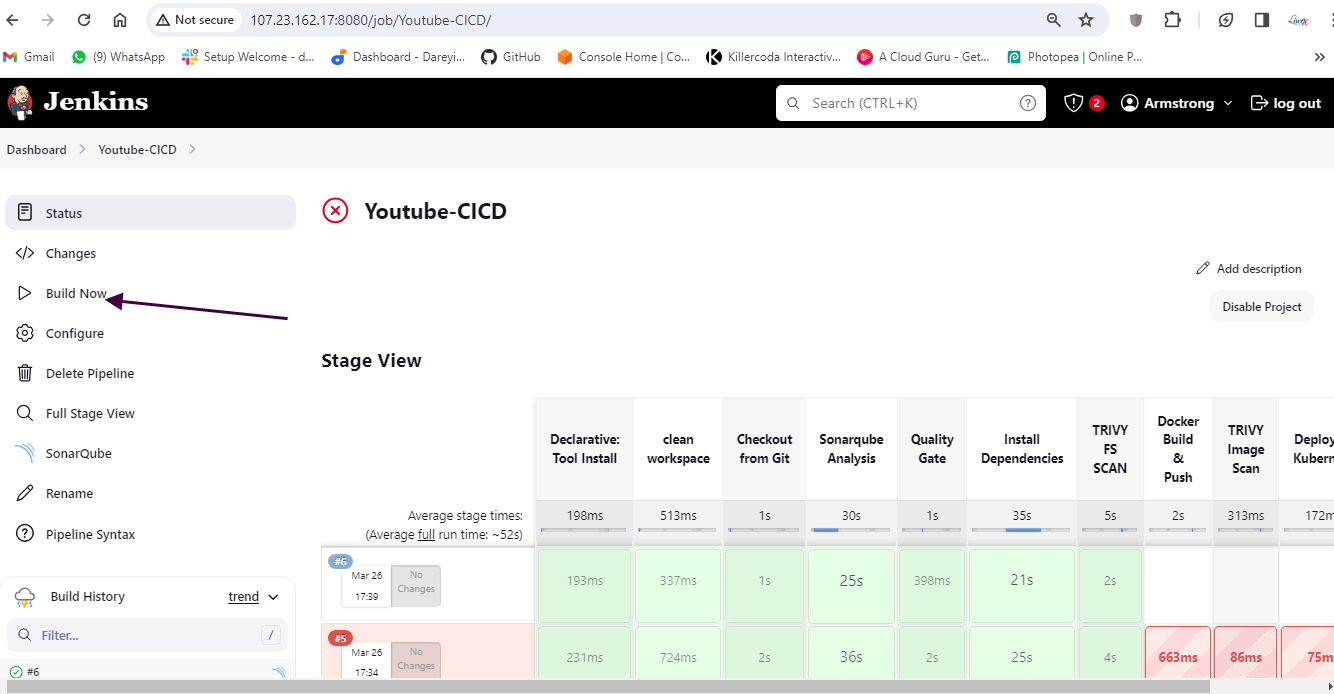 Not secure
107.23.162.17:8080/job/Youtube-CICD/
Gmail
(9) WhatsApp
Setup Welcome - d...
Dashboard - Dareyi...
GitHub
Console Home | Co...
Killercoda Interactiv...
A Cloud Guru - Get...
Photopea | Online P...
Jenkins
Search (CTRL+K)
2
Armstrong
log out
Dashboard
Youtube-CICD
Status
Changes
Build Now
Configure
Delete Pipeline
Full Stage View
SonarQube
Rename
Pipeline Syntax
Build History
trend
Filter...
/
#6
Youtube-CICD
Add description
Disable Project
Stage View
Declarative:
Tool Install
clean
workspace
Checkout
from Git
Sonarqube
Analysis
Quality
Gate
Install
Dependencies
TRIVY
FS
SCAN
Docker
Build
&
Push
TRIVY
Image
Scan
Deploy
Kubern
Average stage times:
(Average full run time: ~52s)
198ms
513ms
1s
30s
1s
35s
5s
2s
313ms
172m
#6
Mar 26
17:39
No
Changes
193ms
337ms
1s
25s
398ms
21s
2s
#5
Mar 26
17:34
No
Changes
231ms
724ms
2s
36s
2s
25s
4s
663ms
86ms
75m